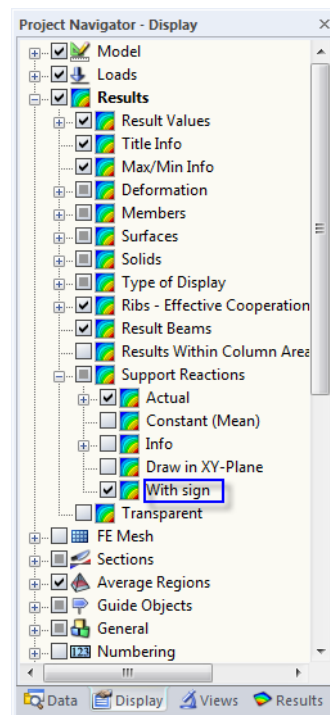 Project Navigator - Display
Model
Loads
Results
Result Values
Title Info
Max/Min Info
Deformation
Members
Surfaces
Solids
Type of Display
Ribs - Effective Cooperation
Result Beams
Results Within Column Area
Support Reactions
Actual
Constant (Mean)
Info
Draw in XY-Plane
With sign
Transparent
FE Mesh
Sections
Average Regions
Guide Objects
General
123 Numbering
Data Display Views Results